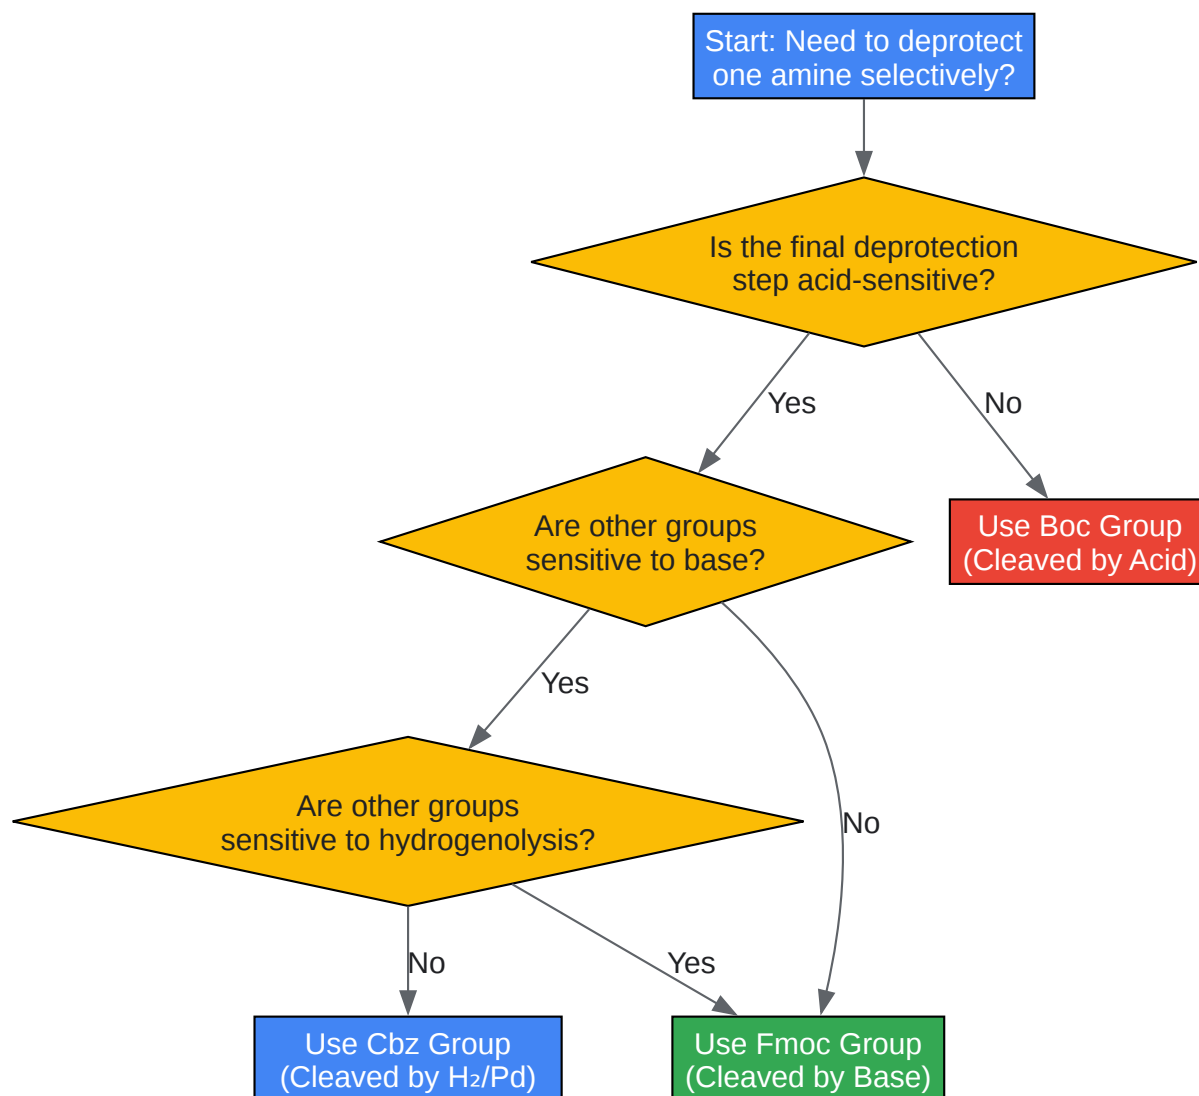 Start: Need to deprotect
one amine selectively?
Is the final deprotection
step acid-sensitive?
Yes
No
Are other groups
sensitive to base?
Use Boc Group
(Cleaved by Acid)
Yes
No
Are other groups
sensitive to hydrogenolysis?
No
Yes
Use Cbz Group
(Cleaved by H₂/Pd)
Use Fmoc Group
(Cleaved by Base)